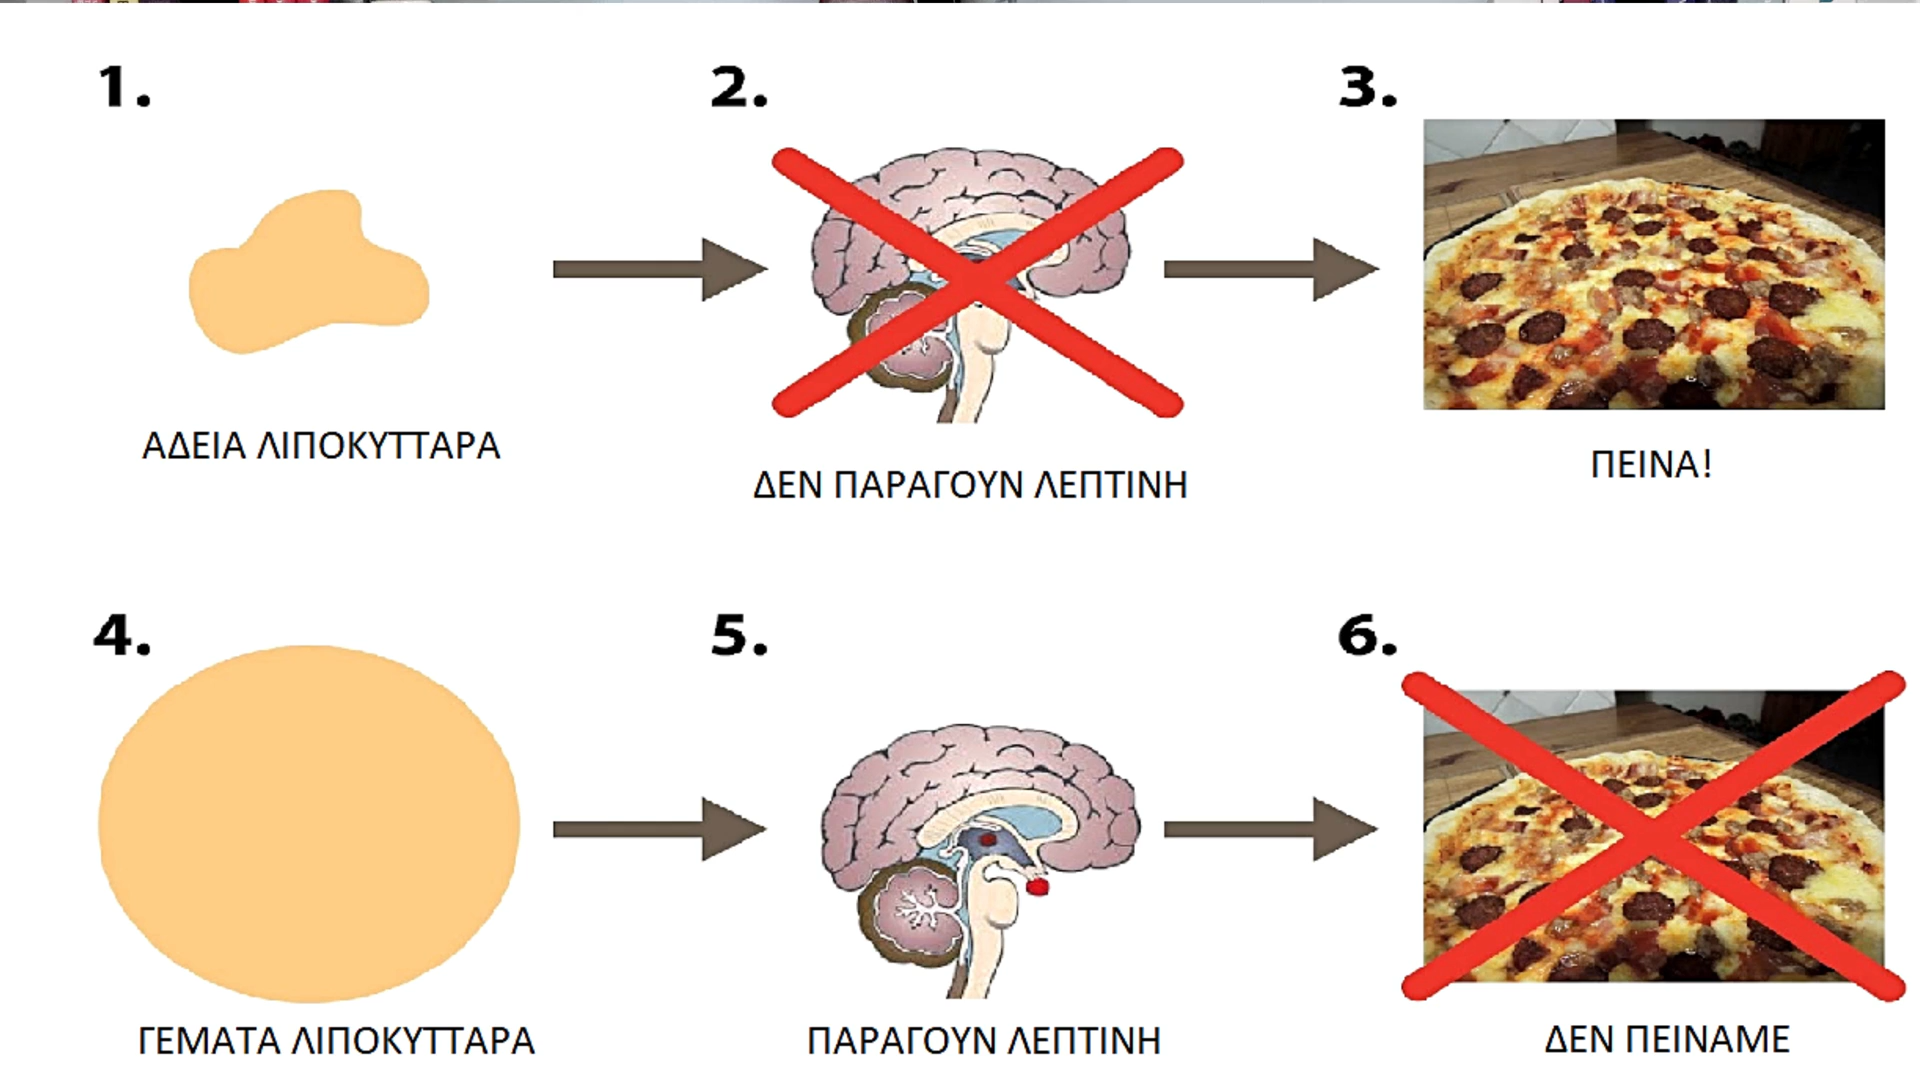 1.
2.
3.
ΑΔΕΙΑ ΛΙΠΟΚΥΤΤΑΡΑ
ΔΕΝ ΠΑΡΑΓΟΥΝ ΛΕΠΤΙΝΗ
ΠΕΙΝΑ!
4.
5.
6.
ΓΕΜΑΤΑ ΛΙΠΟΚΥΤΤΑΡΑ
ΠΑΡΑΓΟΥΝ ΛΕΠΤΙΝΗ
ΔΕΝ ΠΕΙΝΑΜΕ